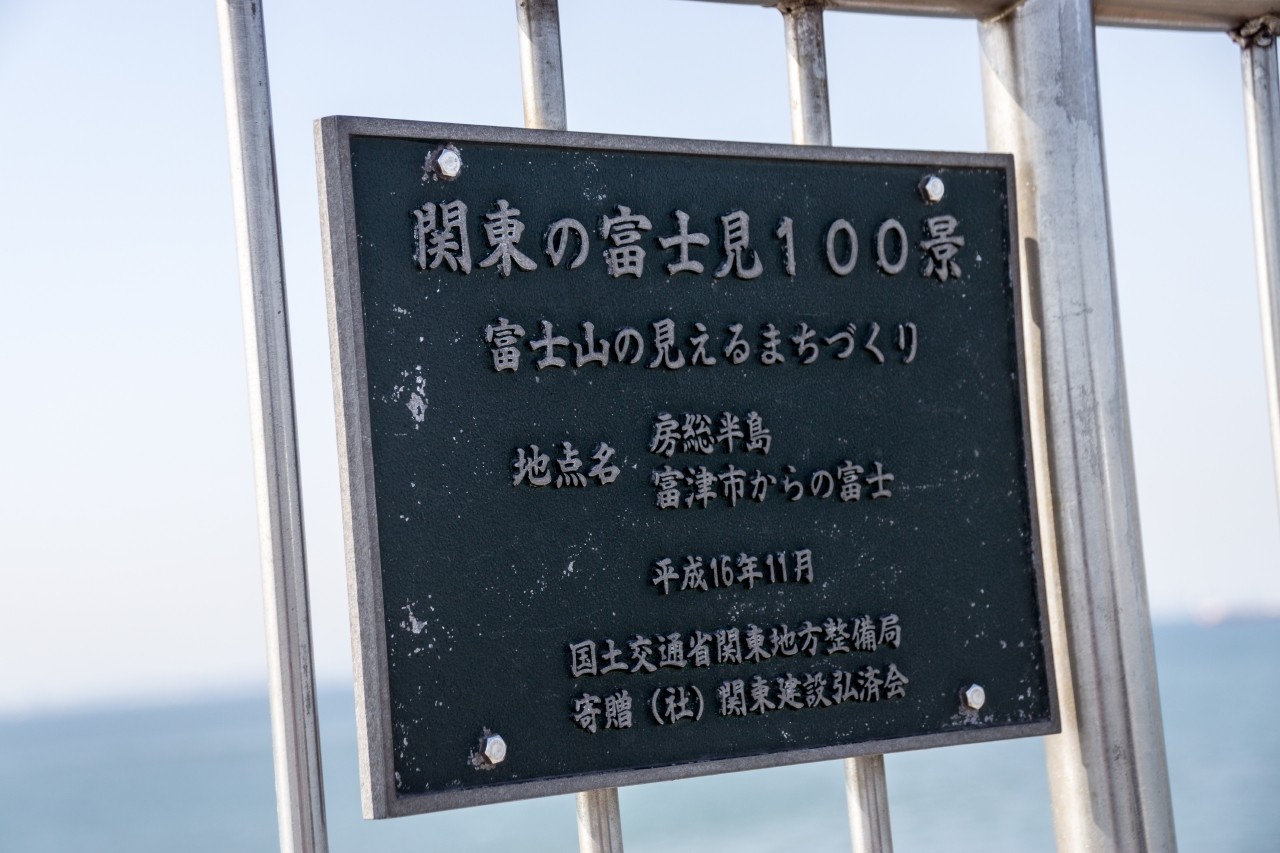 関東の富士見１００景
富士山の見えるまちづくり
地点名
房総半島
富津市からの富士
平成16年11月
国土交通省関東地方整備局
寄贈（社）関東建設弘済会